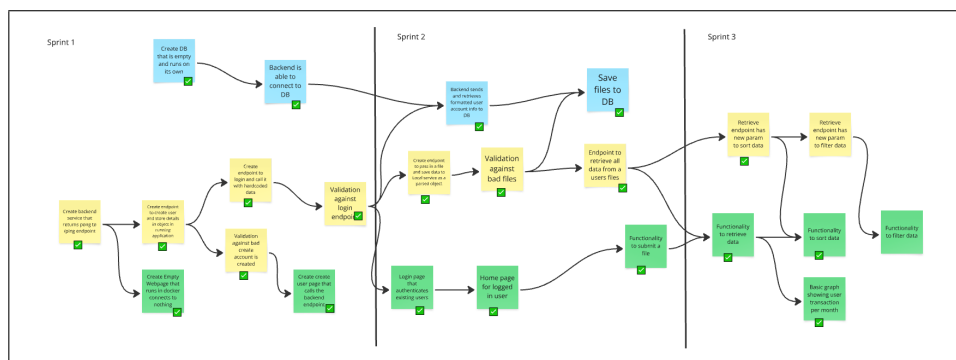 Sprint 1
Sprint 2
Sprint 3
Create DB
that is empty
and runs on
its own
Backend is
able to
connect to
DB
Backend sends
and retrieves
formatted user
account info to
DB
Save
files to
DB
Create
endpoint to
login and call it
with hardcoded
data
Validation
against
login
endpoint
Create endpoint
to pass in a file
and save data to
service as a
parsed object
Validation
against
bad files
Endpoint to
retrieve all
data from a
users files
Retrieve
endpoint has
new param
to sort data
Retrieve
endpoint has
new param
to filter data
Create backend
service that
returns pong to
ping endpoint
Create endpoint
to create user
and store details
as object in
running
application
Validation
against bad
create
account is
created
Functionality
to submit a
file
Functionality
to retrieve
data
Functionality
to sort data
Functionality
to filter data
Create Empty
Webpage that
runs in docker
connects to
nothing
Create create
user page that
calls the
backend
endpoint
Login page
that
authenticates
existing users
Home page
for logged
in user
Basic graph
showing user
transaction
per month